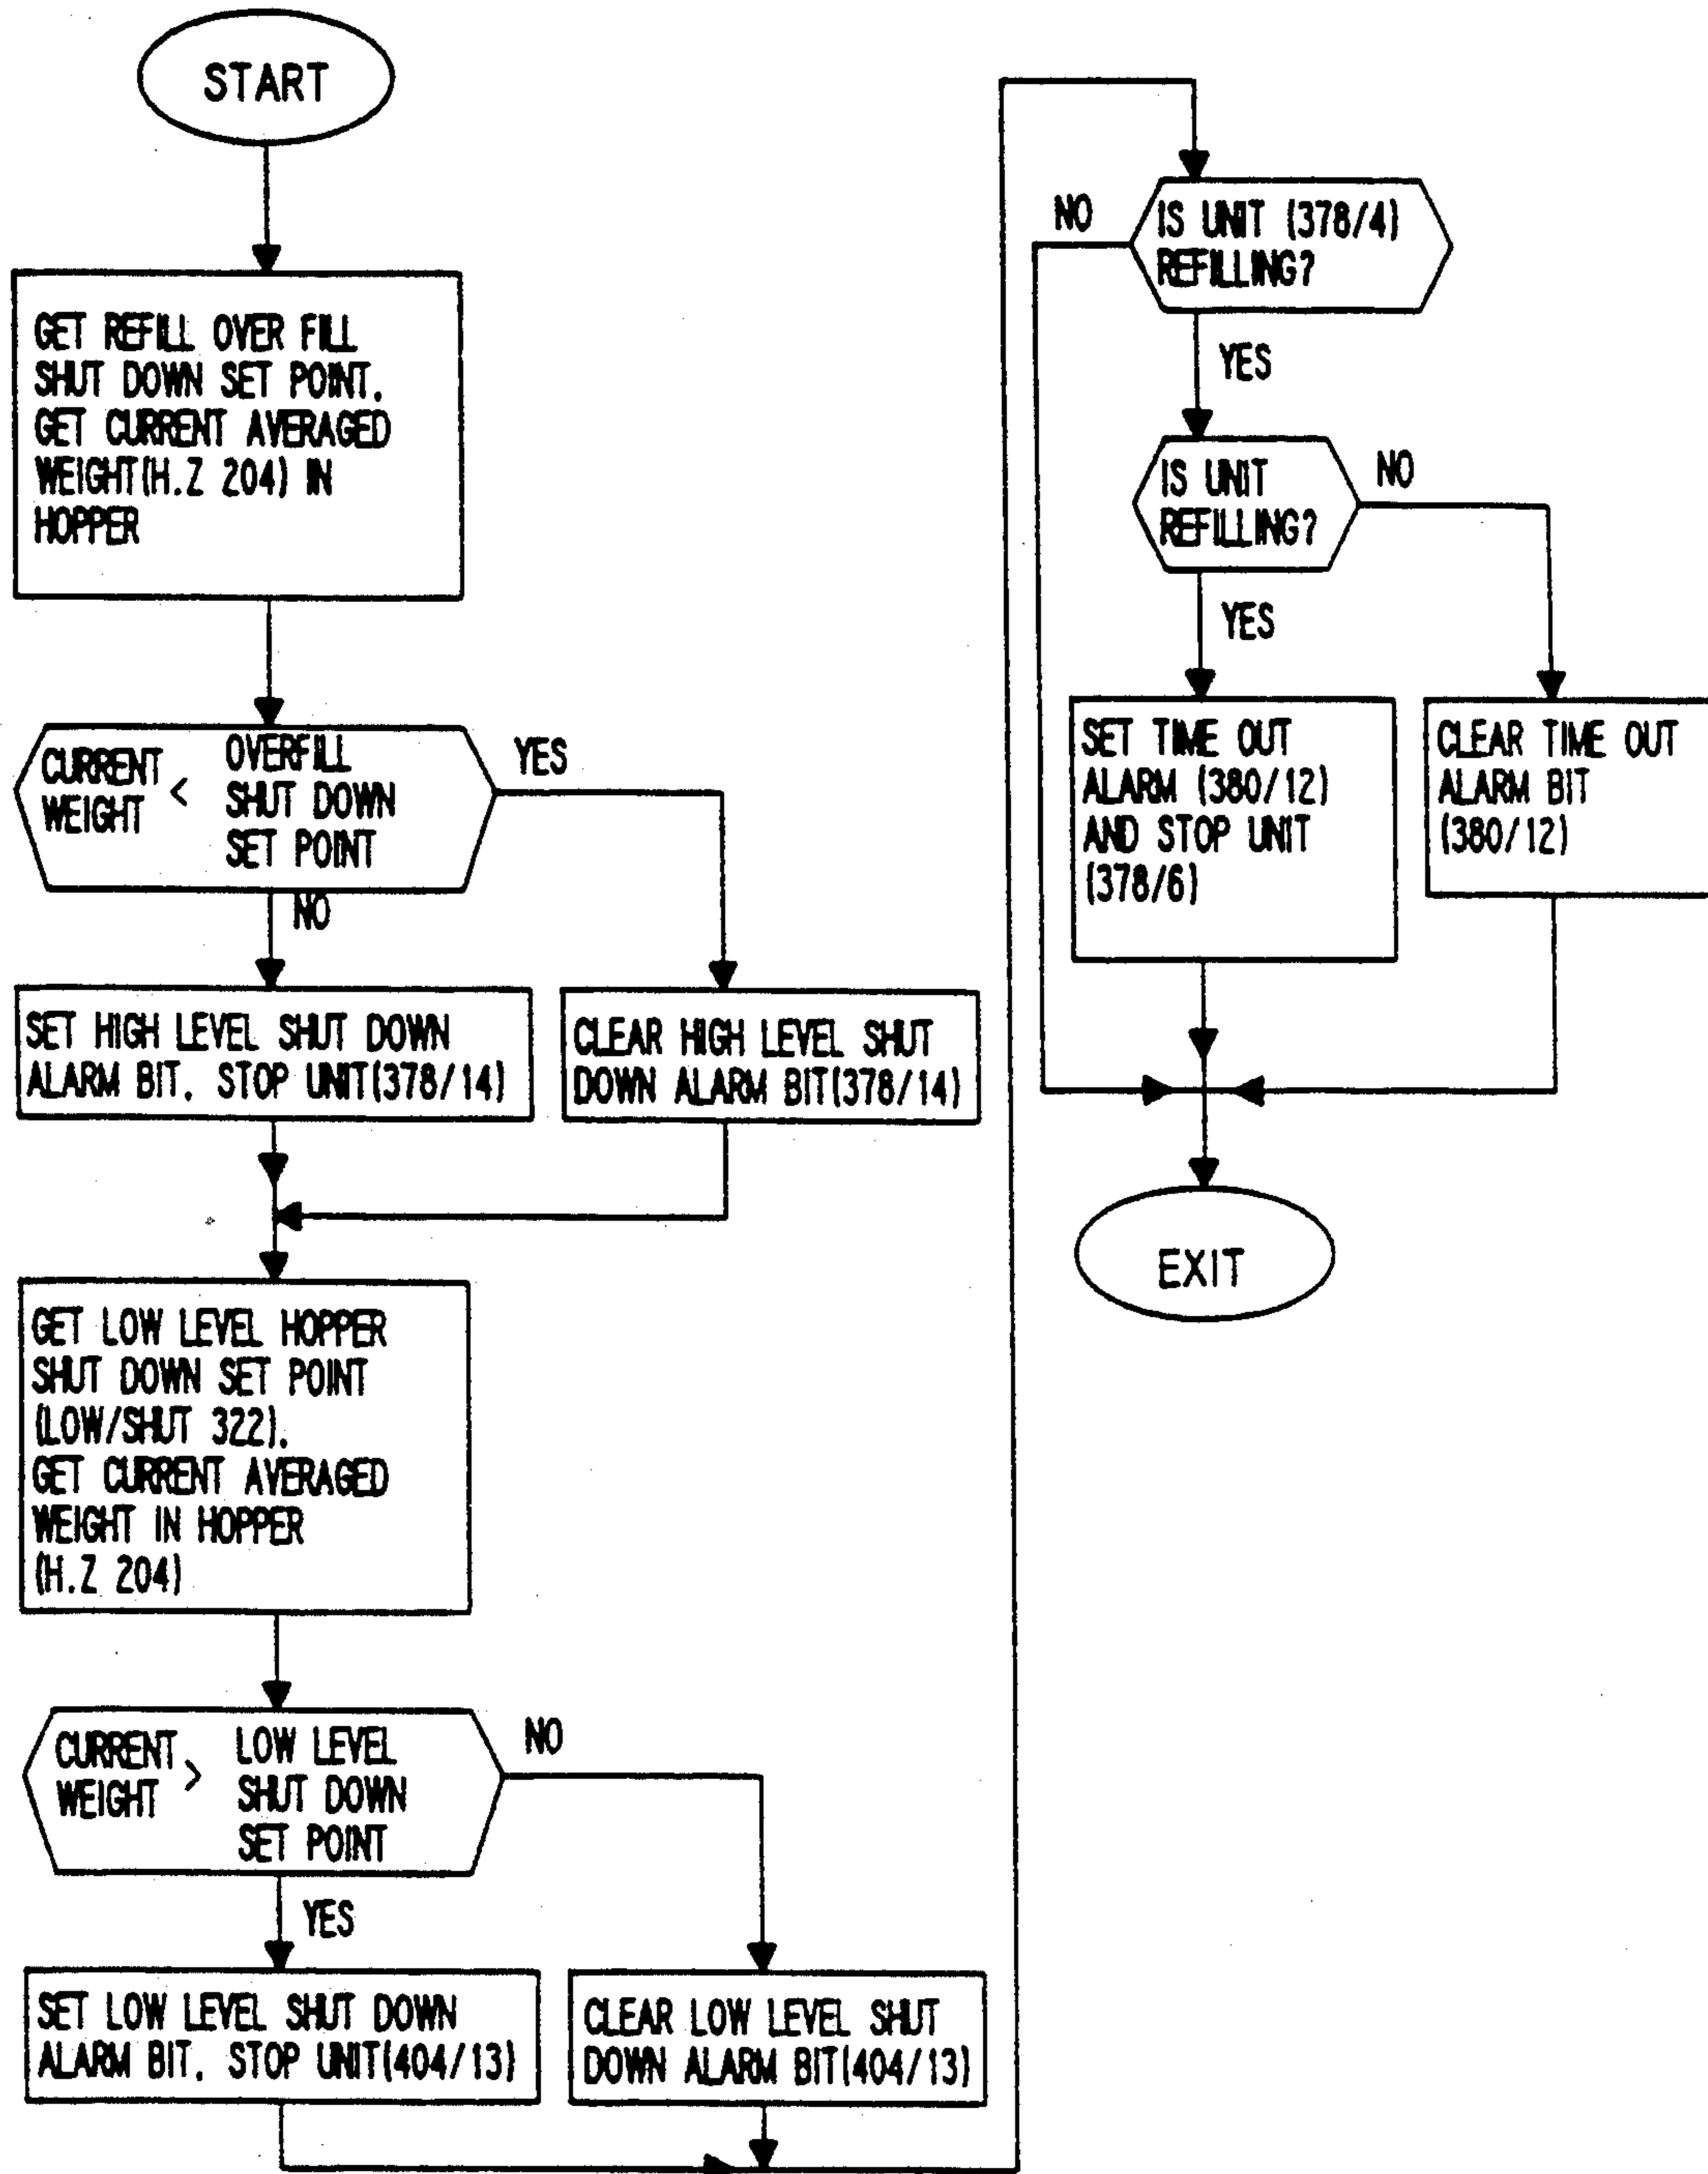 START
GET REFILL OVER FILL
SHUT DOWN SET POINT.
GET CURRENT AVERAGED
WEIGHT(H.Z 204) IN
HOPPER
CURRENT
WEIGHT
<
OVERFILL
SHUT DOWN
SET POINT
YES
NO
SET HIGH LEVEL SHUT DOWN
ALARM BIT. STOP UNIT(378/14)
CLEAR HIGH LEVEL SHUT
DOWN ALARM BIT(378/14)
GET LOW LEVEL HOPPER
SHUT DOWN SET POINT
(LOW/SHUT 322).
GET CURRENT AVERAGED
WEIGHT IN HOPPER
(H.Z 204)
CURRENT
WEIGHT
>
LOW LEVEL
SHUT DOWN
SET POINT
NO
YES
SET LOW LEVEL SHUT DOWN
ALARM BIT. STOP UNIT(404/13)
CLEAR LOW LEVEL SHUT
DOWN ALARM BIT(404/13)
NO
IS UNIT (378/4)
REFILLING?
YES
IS UNIT
REFILLING?
NO
YES
SET TIME OUT
ALARM (380/12)
AND STOP UNIT
(378/6)
CLEAR TIME OUT
ALARM BIT
(380/12)
EXIT